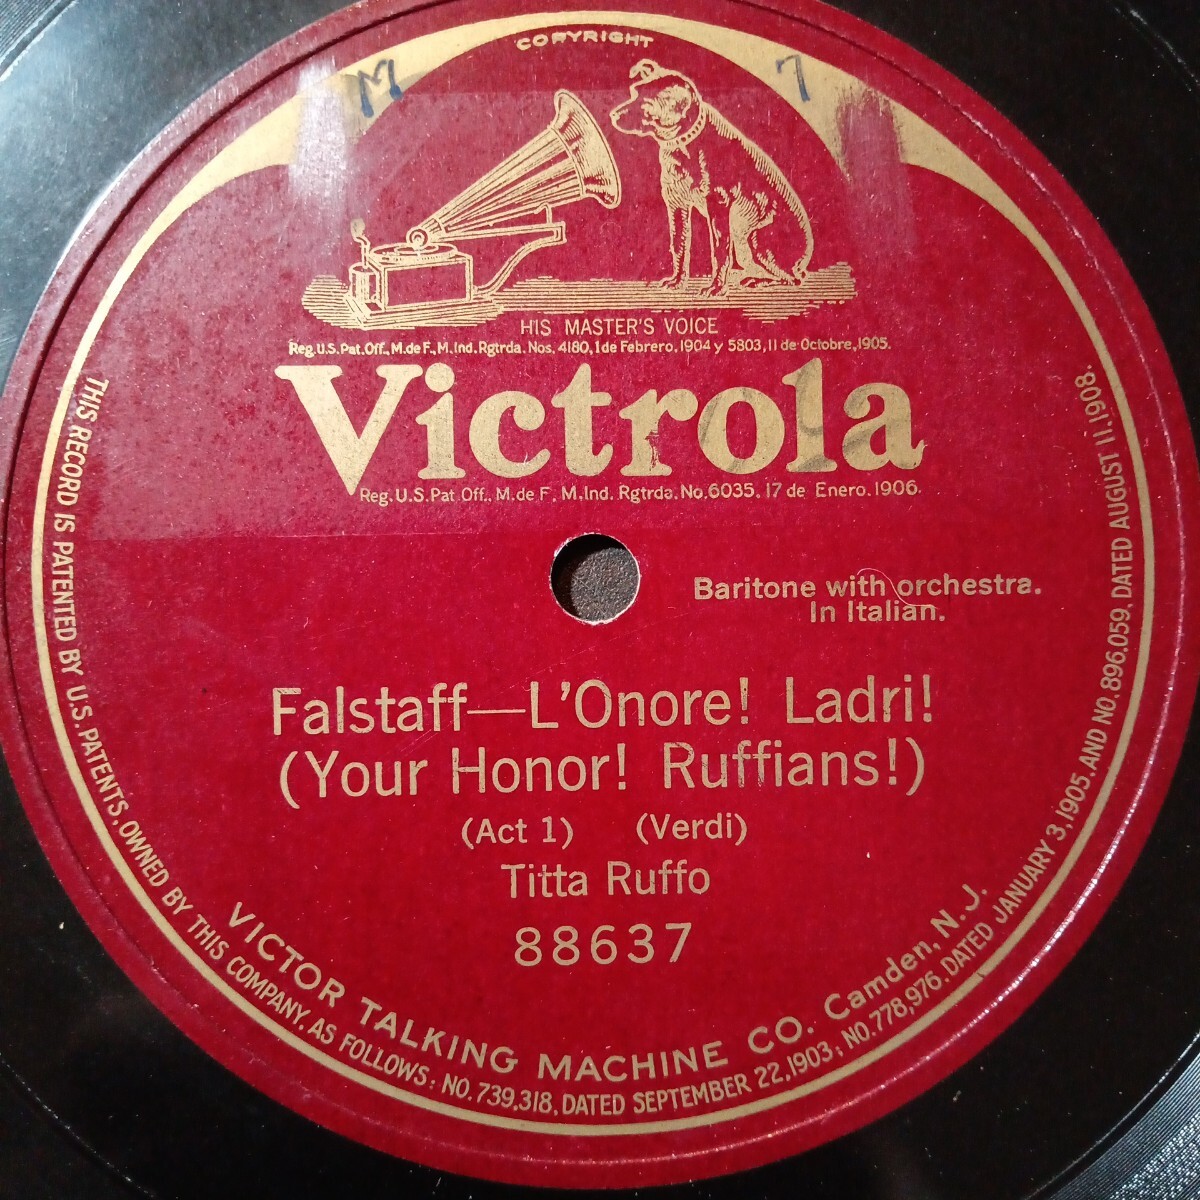 COPYRIGHT
M 7
HIS MASTER'S VOICE
Reg.U.S.Pat.Off., M.de F., M.Ind.Rgtrda.Nos.4180,1 de Febrero,1904 y 5803,11 de Octobre,1905.
Victrola
Reg.U.S.Pat.Off., M.de F. M.Ind. Rgtrda.No.6035. 17 de Enero.1906.
Baritone with orchestra.
In Italian.
Falstaff—L'Onore! Ladri!
(Your Honor! Ruffians!)
(Act 1) (Verdi)
Titta Ruffo
88637
VICTOR TALKING MACHINE CO. Camden, N.J.
THIS RECORD IS PATENTED BY U.S.PATENTS, OWNED BY THIS COMPANY, AS FOLLOWS: NO. 739,318, DATED SEPTEMBER 22,1903; NO.778,976, DATED JANUARY 3,1905, AND NO. 896,059, DATED AUGUST 11,1908.